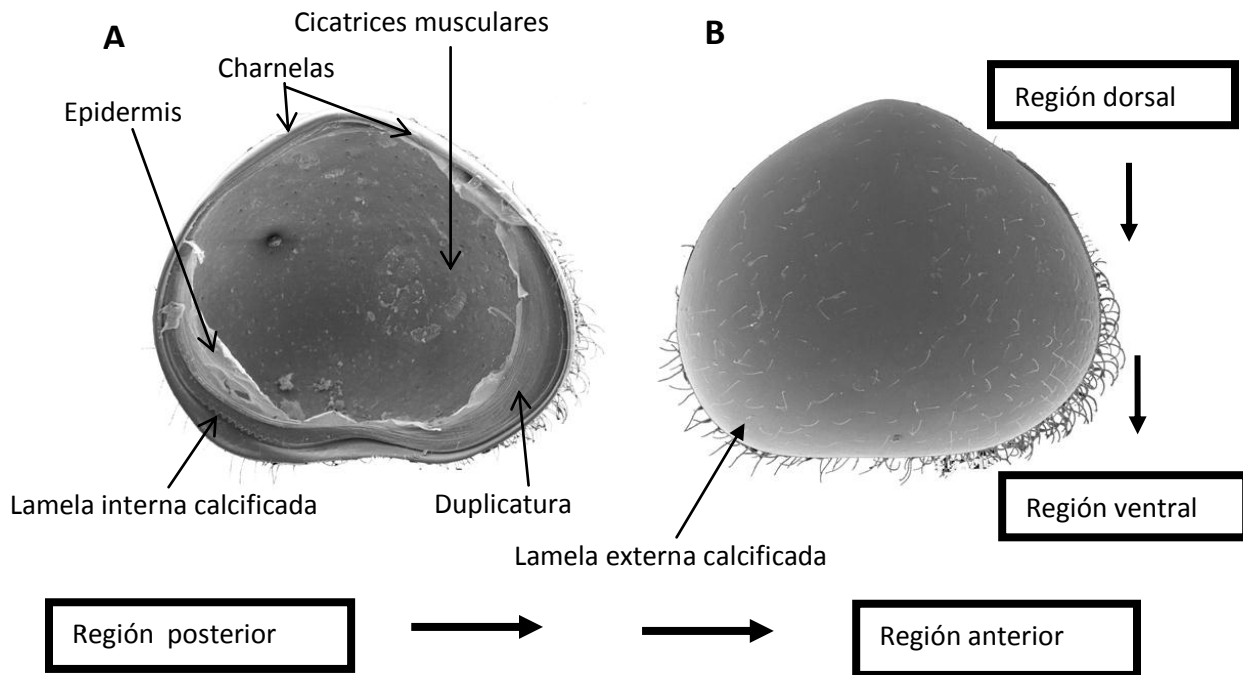 A
Cicatrices musculares
B
Charnelas
Epidermis
Región dorsal
Lamela interna calcificada
Duplicatura
Región ventral
Lamela externa calcificada
Región posterior
Región anterior